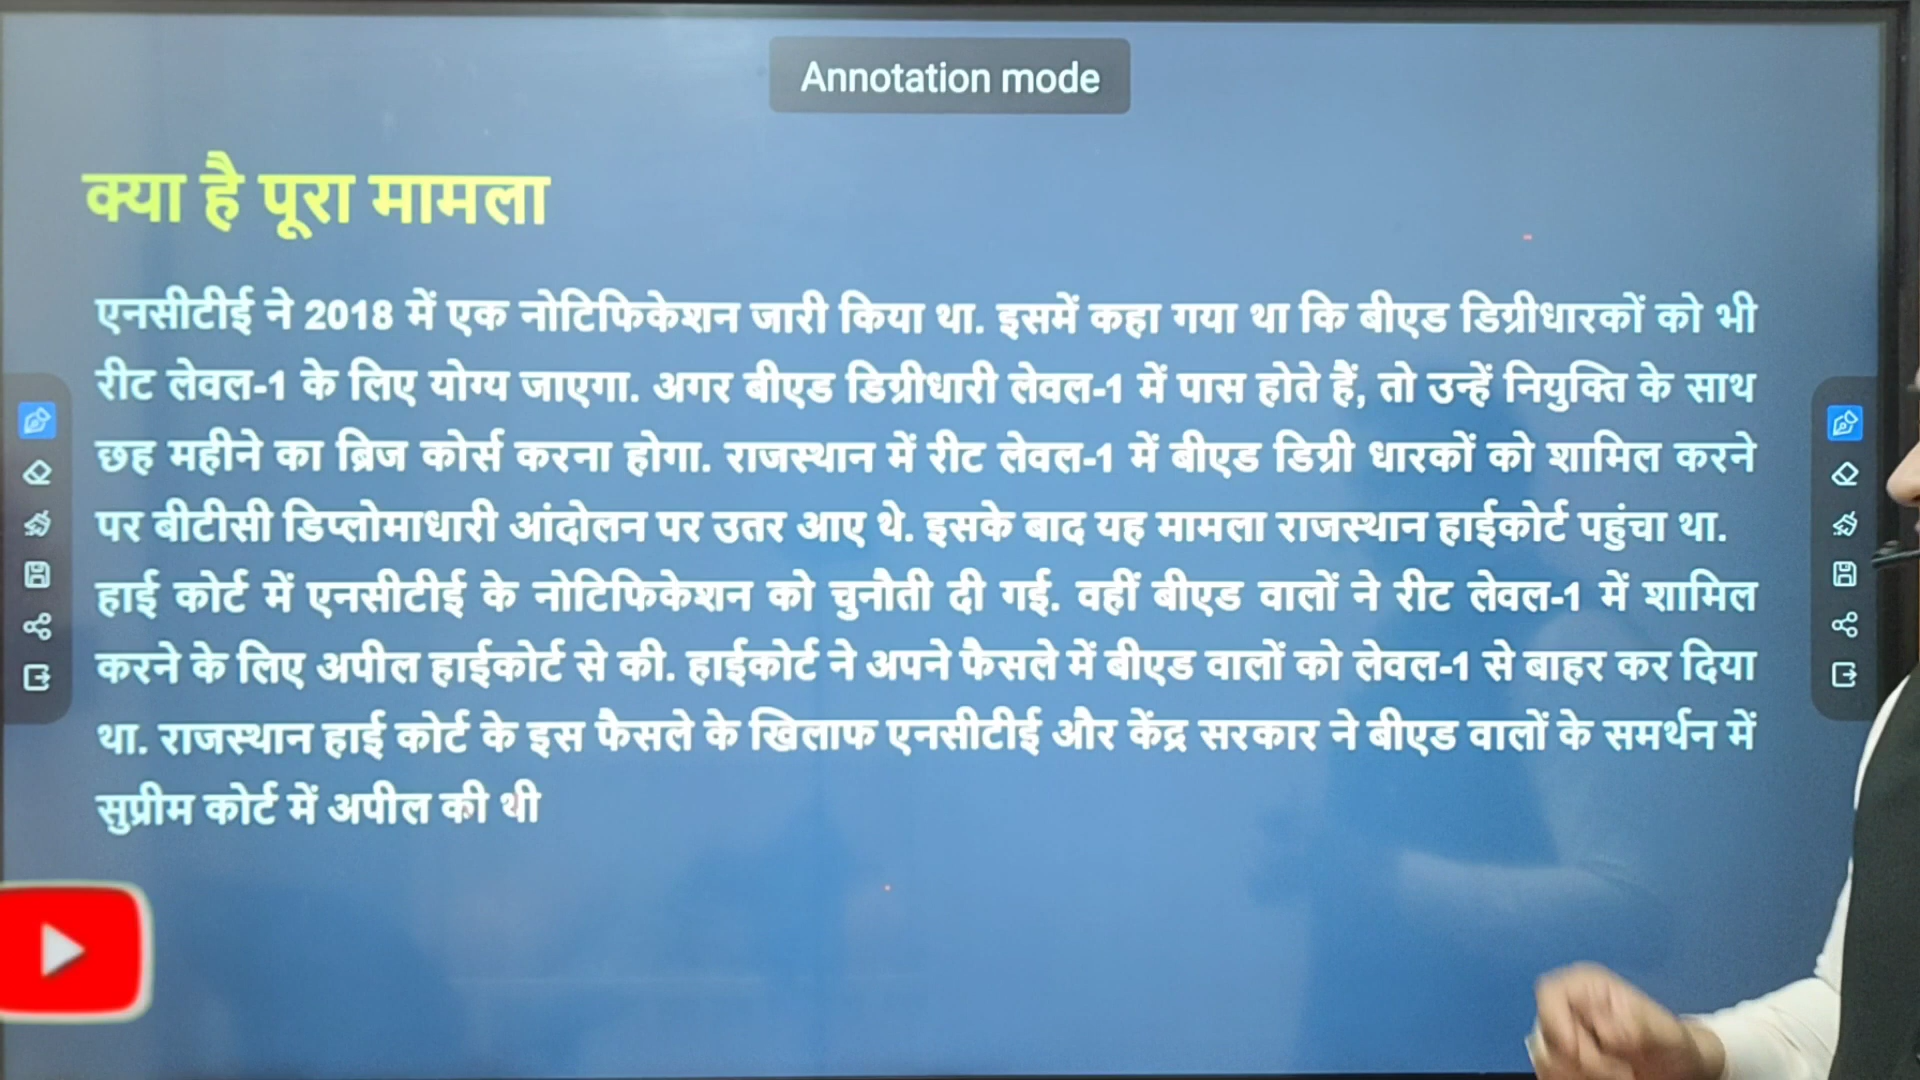 Annotation mode
क्या है पूरा मामला
एनसीटीई ने 2018 में एक नोटिफिकेशन जारी किया था. इसमें कहा गया था कि बीएड डिग्रीधारकों को भी
रीट लेवल-1 के लिए योग्य जाएगा. अगर बीएड डिग्रीधारी लेवल-1 में पास होते हैं, तो उन्हें नियुक्ति के साथ
छह महीने का ब्रिज कोर्स करना होगा. राजस्थान में रीट लेवल-1 में बीएड डिग्री धारकों को शामिल करने
पर बीटीसी डिप्लोमाधारी आंदोलन पर उतर आए थे. इसके बाद यह मामला राजस्थान हाईकोर्ट पहुंचा था.
हाई कोर्ट में एनसीटीई के नोटिफिकेशन को चुनौती दी गई. वहीं बीएड वालों ने रीट लेवल-1 में शामिल
करने के लिए अपील हाईकोर्ट से की. हाईकोर्ट ने अपने फैसले में बीएड वालों को लेवल-1 से बाहर कर दिया
था. राजस्थान हाई कोर्ट के इस फैसले के खिलाफ एनसीटीई और केंद्र सरकार ने बीएड वालों के समर्थन में
सुप्रीम कोर्ट में अपील की थी